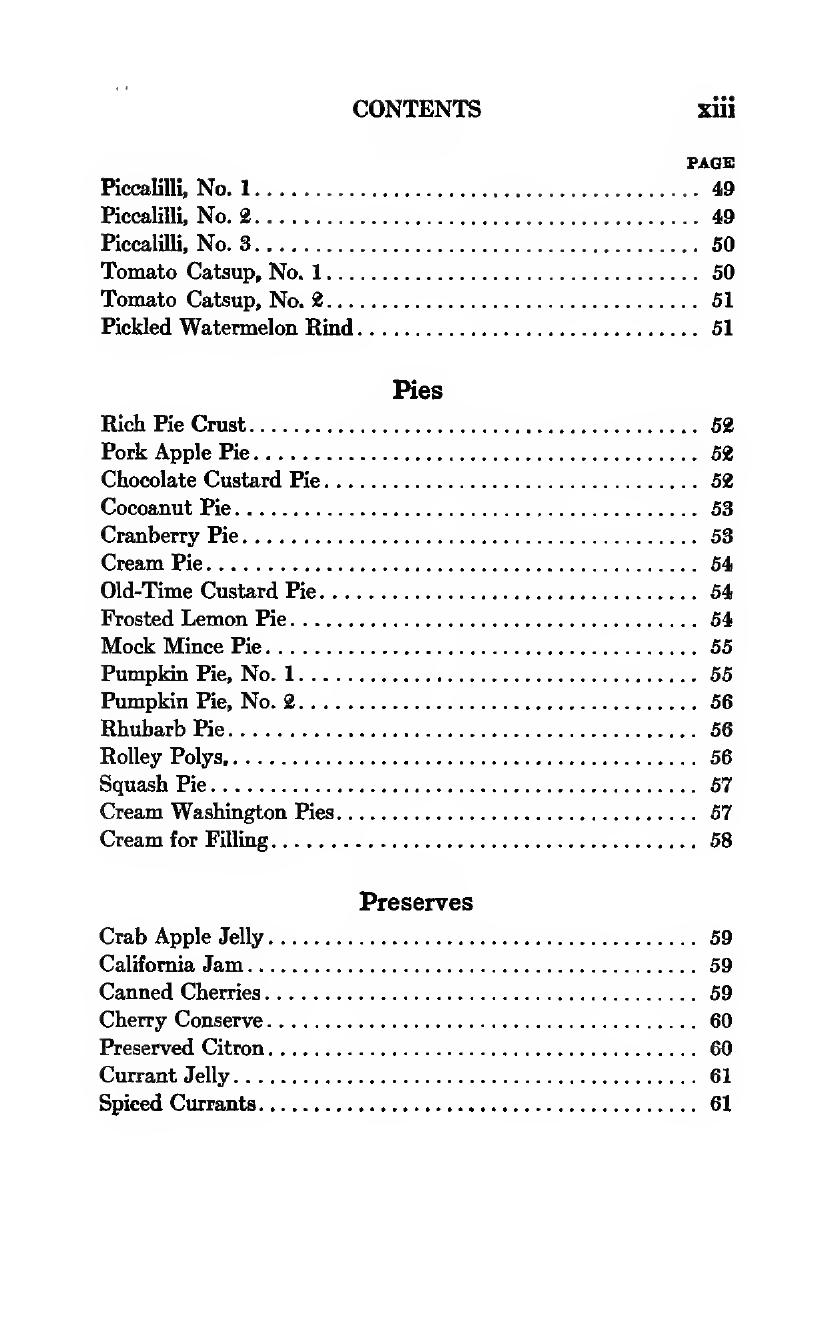 CONTENTS xiii
PAGE
Piccalilli, No. 1........................................ 49
Piccalilli, No. 2........................................ 49
Piccalilli, No. 3........................................ 50
Tomato Catsup, No. 1.................................. 50
Tomato Catsup, No. 2.................................. 51
Pickled Watermelon Rind............................... 51
Pies
Rich Pie Crust......................................... 52
Pork Apple Pie......................................... 52
Chocolate Custard Pie.................................. 52
Cocoanut Pie........................................... 53
Cranberry Pie.......................................... 53
Cream Pie.............................................. 54
Old-Time Custard Pie................................... 54
Frosted Lemon Pie...................................... 54
Mock Mince Pie......................................... 55
Pumpkin Pie, No. 1..................................... 55
Pumpkin Pie, No. 2..................................... 56
Rhubarb Pie............................................ 56
Rolley Polys........................................... 56
Squash Pie............................................. 57
Cream Washington Pies.................................. 57
Cream for Filling...................................... 58
Preserves
Crab Apple Jelly....................................... 59
California Jam......................................... 59
Canned Cherries........................................ 59
Cherry Conserve........................................ 60
Preserved Citron....................................... 60
Currant Jelly.......................................... 61
Spiced Currants........................................ 61